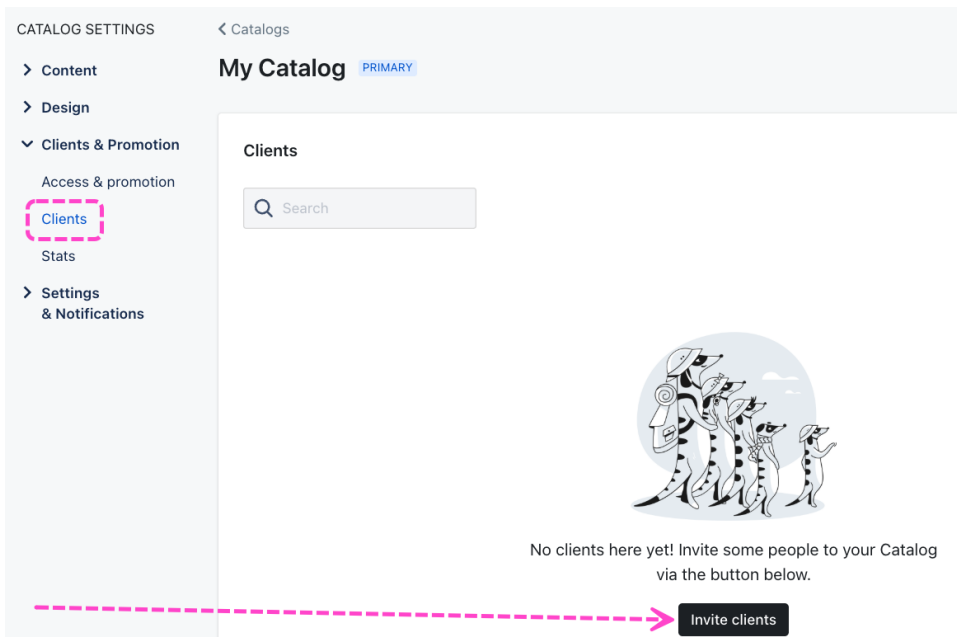 CATALOG SETTINGS
Content
Design
Clients & Promotion
Access & promotion
Clients
Stats
Settings
& Notifications
Catalogs
My Catalog PRIMARY
Clients
Search
No clients here yet! Invite some people to your Catalog
via the button below.
Invite clients